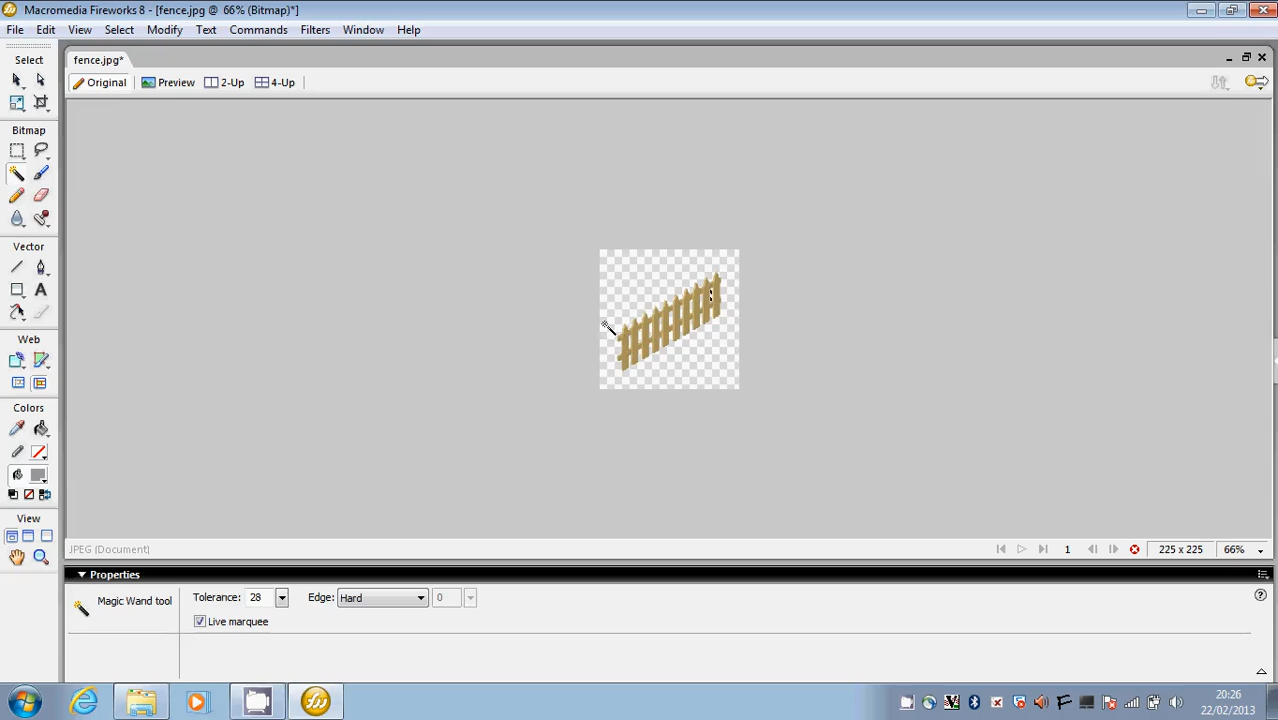 Macromedia Fireworks 8 - [fence.jpg @ 66% (Bitmap)*]
File Edit View Select Modify Text Commands Filters Window Help
Select
fence.jpg*
Original Preview 2-Up 4-Up
Bitmap
Vector
A
Web
Colors
View
JPEG (Document) 1 225 x 225 66%
Properties
Magic Wand tool Tolerance: 28 Edge: Hard 0
Live marquee
20:26
22/02/2013